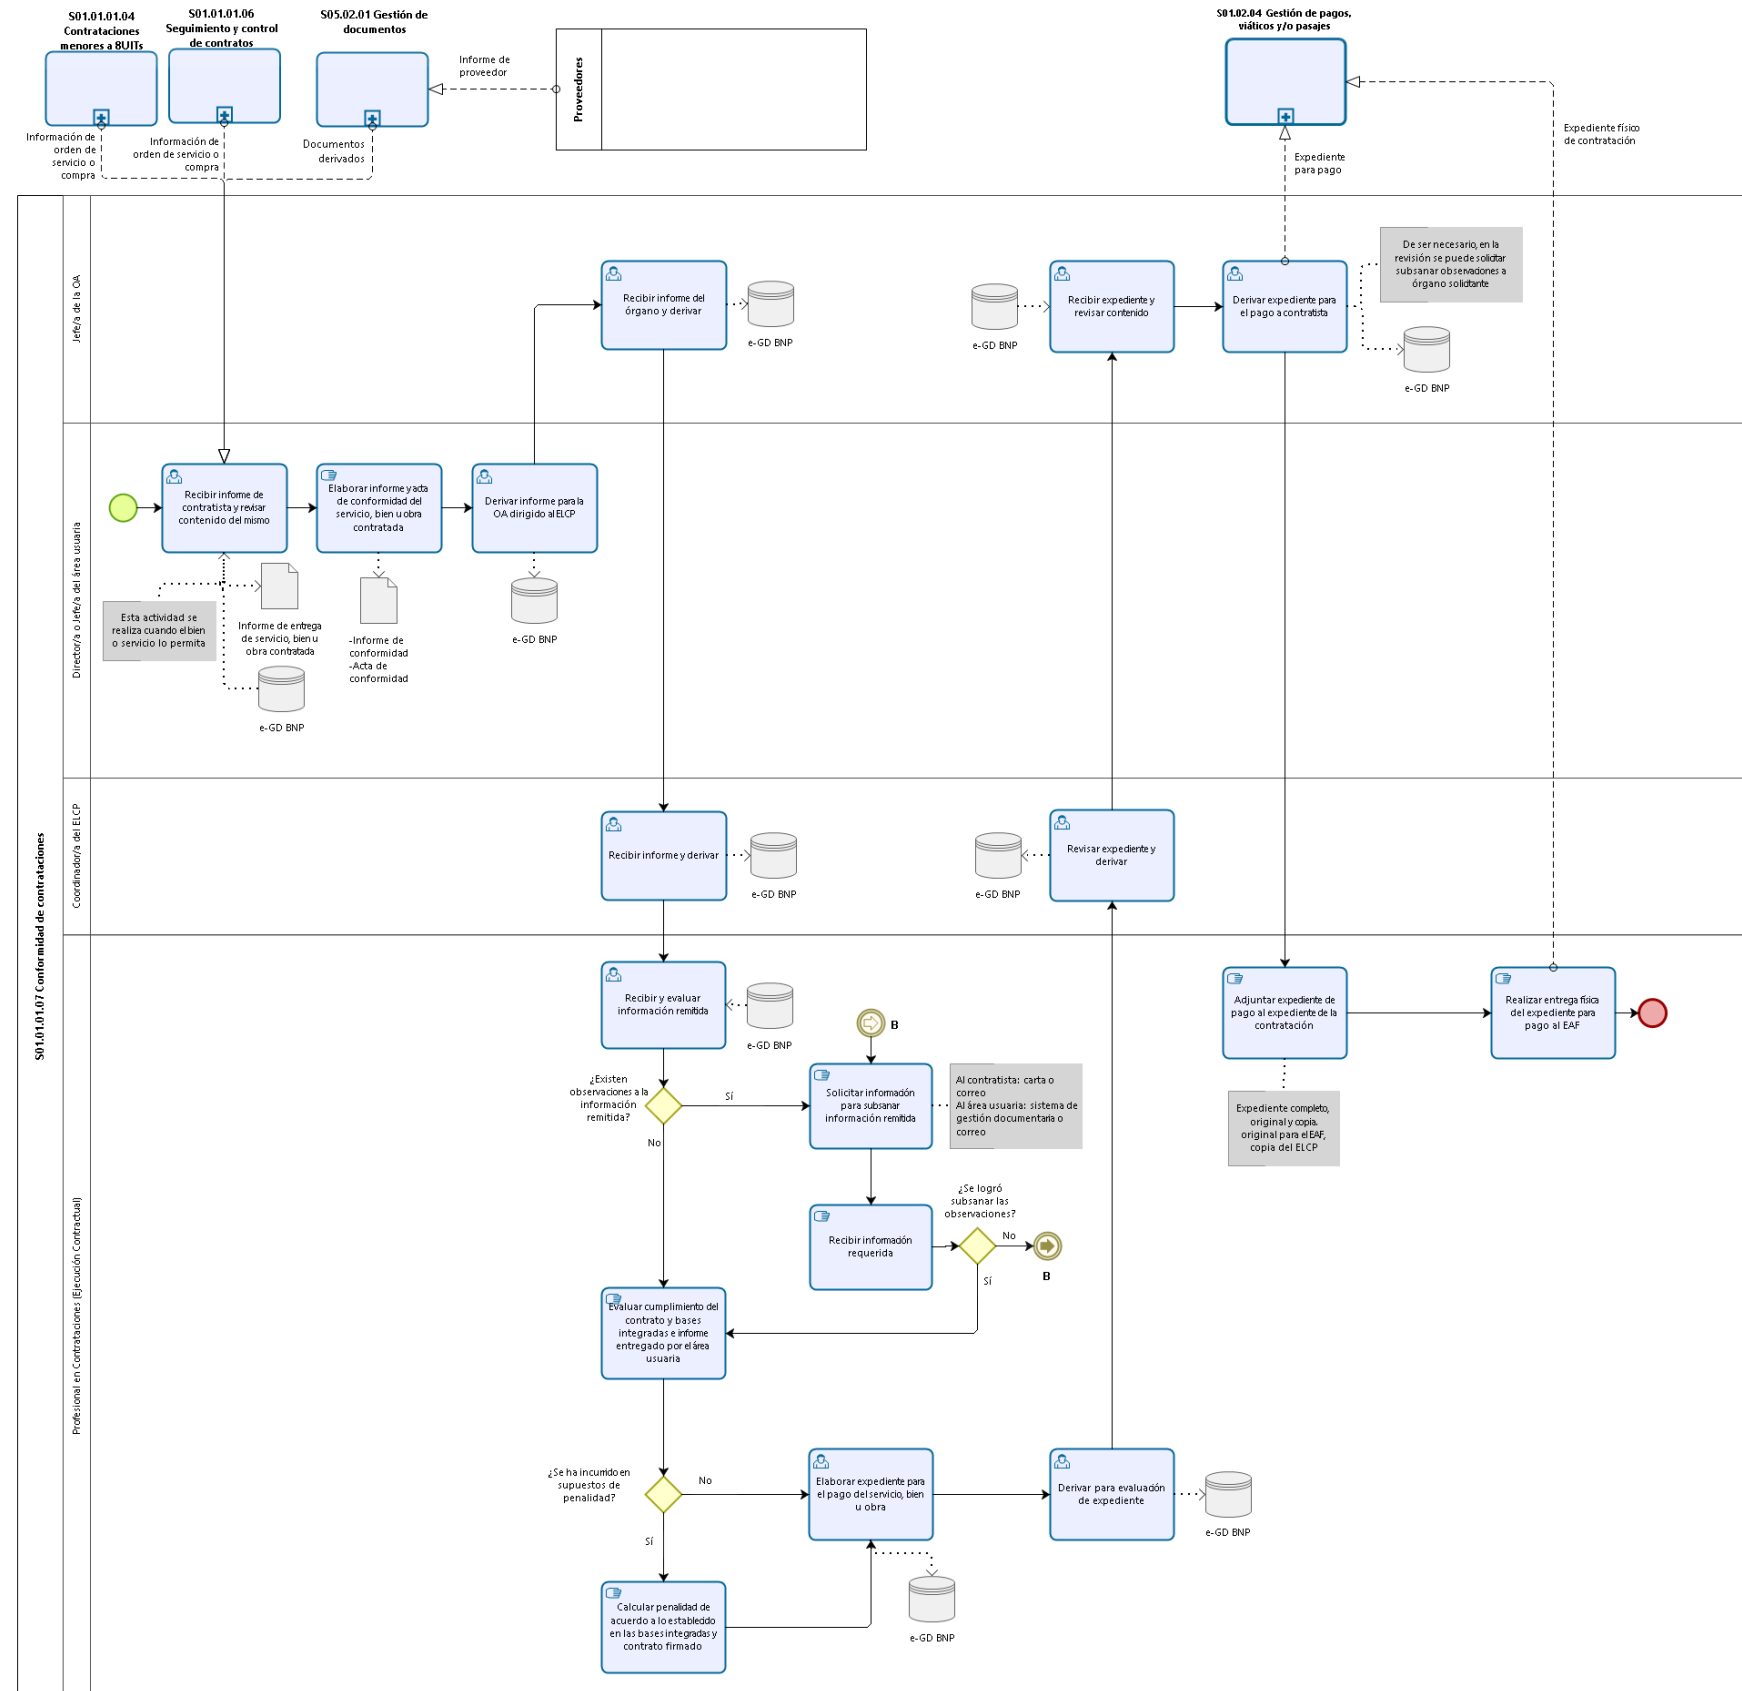 S01.01.01.04
Contrataciones
menores a 8UITs
S01.01.01.06
Seguimiento y control
de contratos
S05.02.01 Gestión de
documentos
Informe de
proveedor
Proveedores
S01.02.04 Gestión de pagos,
viáticos y/o pasajes
Información de
orden de
servicio o
compra
Información de
orden de servicio o
compra
Documentos
derivados
Expediente
para pago
Expediente físico
de contratación
S01.01.01.07 Conformidad de contrataciones
Jefe/a de la OA
Recibir informe del
órgano y derivar
e-GD BNP
e-GD BNP
Recibir expediente y
revisar contenido
Derivar expediente para
el pago a contratista
De ser necesario, en la
revisión se puede solicitar
subsanar observaciones a
órgano solicitante
e-GD BNP
Director/a o Jefe/a del área usuaria
Recibir informe de
contratista y revisar
contenido del mismo
Elaborar informe y acta
de conformidad del
servicio, bien u obra
contratada
Derivar informe para la
OA dirigido al ELCP
Esta actividad se
realiza cuando el bien
o servicio lo permita
Informe de entrega
de servicio, bien u
obra contratada
e-GD BNP
-Informe de
conformidad
-Acta de
conformidad
e-GD BNP
Coordinador/a del ELCP
Recibir informe y derivar
e-GD BNP
e-GD BNP
Revisar expediente y
derivar
Profesional en Contrataciones (Ejecución Contractual)
Recibir y evaluar
información remitida
e-GD BNP
B
¿Existen
observaciones a la
información
remitida?
Sí
No
Solicitar información
para subsanar
información remitida
Al contratista: carta o
correo
Al área usuaria: sistema de
gestión documentaria o
correo
Recibir información
requerida
¿Se logró
subsanar las
observaciones?
No
B
Sí
Adjuntar expediente de
pago al expediente de la
contratación
Expediente completo,
original y copia.
original para el EAF,
copia del ELCP
Realizar entrega física
del expediente para
pago al EAF
Evaluar cumplimiento del
contrato y bases
integradas e informe
entregado por el área
usuaria
¿Se ha incurrido en
supuestos de
penalidad?
No
Sí
Elaborar expediente para
el pago del servicio, bien
u obra
e-GD BNP
Derivar para evaluación
de expediente
e-GD BNP
Calcular penalidad de
acuerdo a lo establecido
en las bases integradas y
contrato firmado